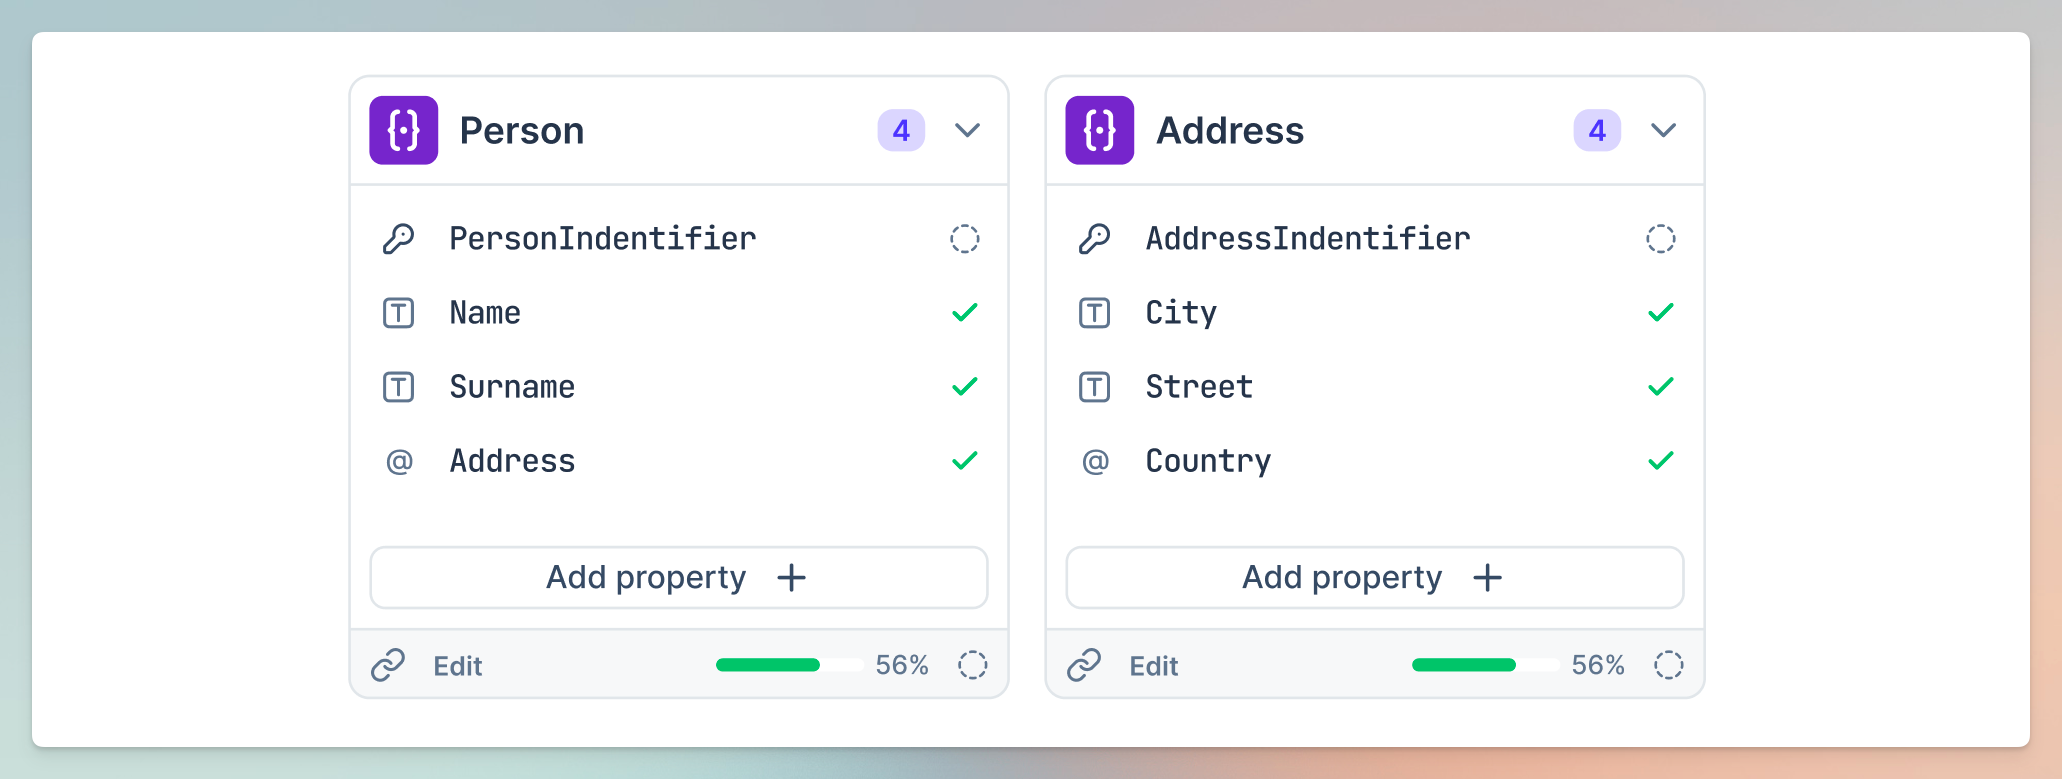 Person 4
PersonIndentifier
Name
Surname
@ Address
Add property +
Edit 56%
Address 4
AddressIndentifier
City
Street
@ Country
Add property +
Edit 56%